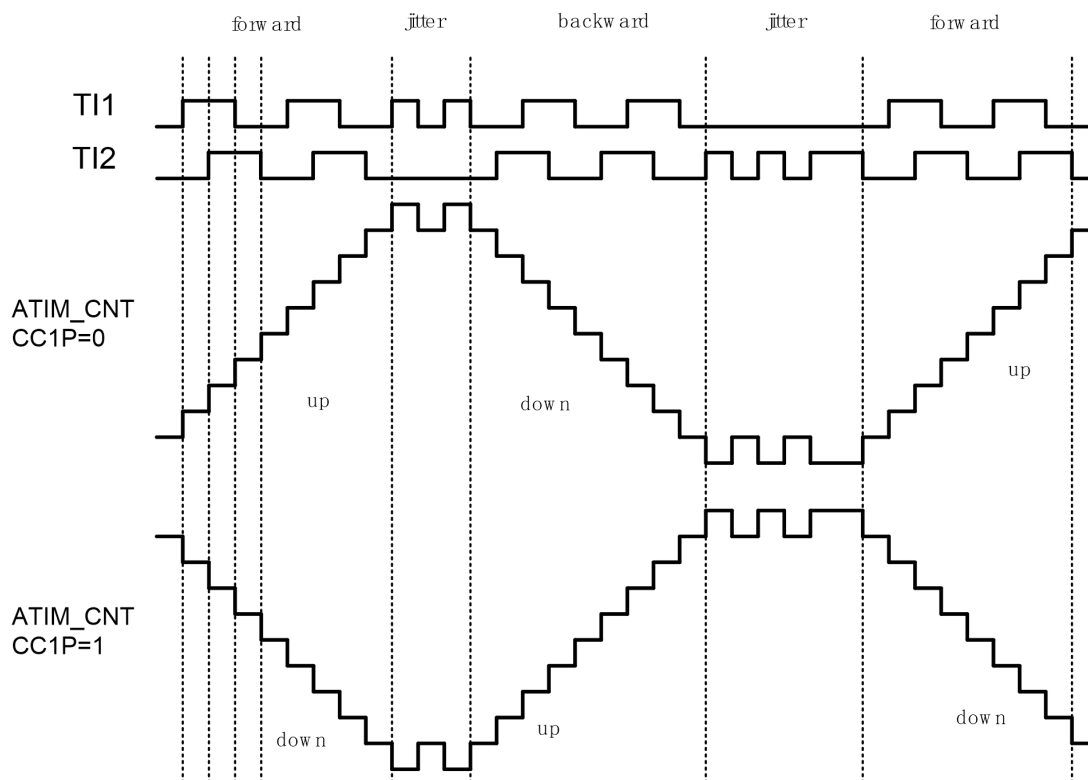 forward jitter backward jitter forward
TI1
TI2
ATIM_CNT
CC1P=0
up
down
up
ATIM_CNT
CC1P=1
down
up
down